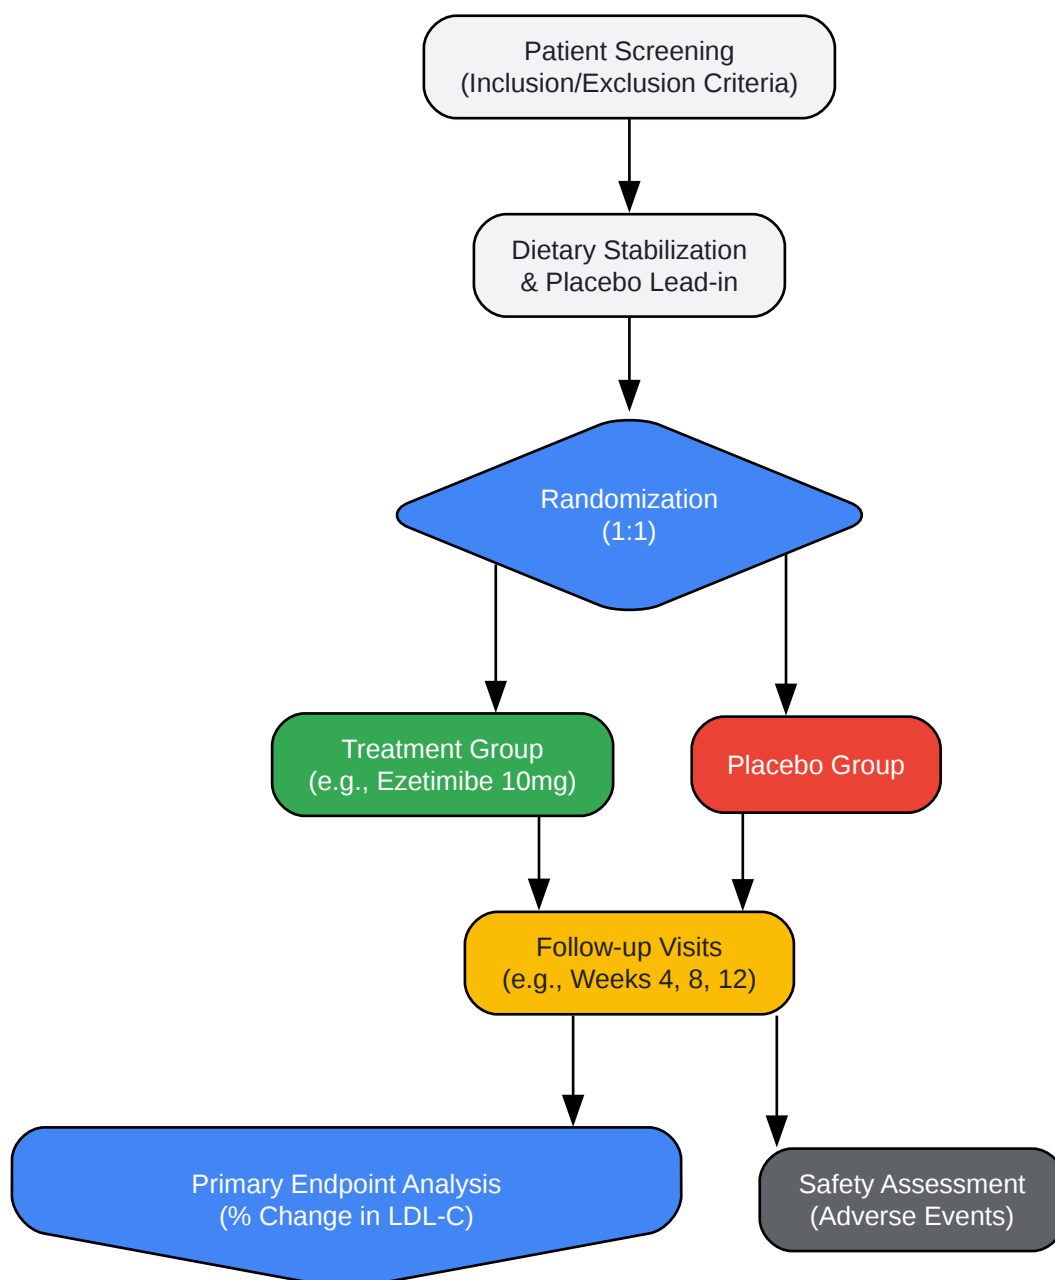 Patient Screening
(Inclusion/Exclusion Criteria)
Dietary Stabilization
& Placebo Lead-in
Randomization
(1:1)
Treatment Group
(e.g., Ezetimibe 10mg)
Placebo Group
Follow-up Visits
(e.g., Weeks 4, 8, 12)
Primary Endpoint Analysis
(% Change in LDL-C)
Safety Assessment
(Adverse Events)